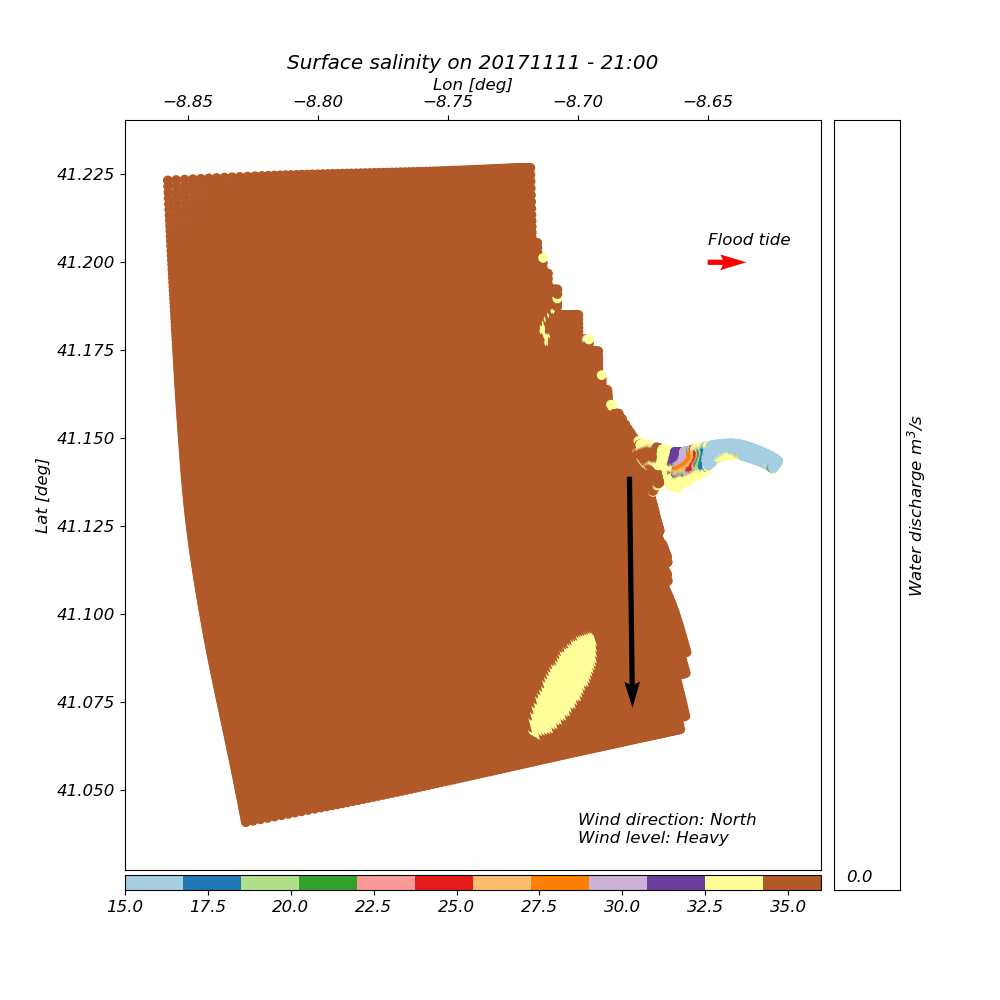 Surface salinity on 20171111 - 21:00
Lon [deg]
−8.85 −8.80 −8.75 −8.70 −8.65
41.225
41.200
41.175
41.150
41.125
41.100
41.075
41.050
Lat [deg]
Flood tide
Wind direction: North
Wind level: Heavy
15.0 17.5 20.0 22.5 25.0 27.5 30.0 32.5 35.0
0.0
Water discharge m³/s